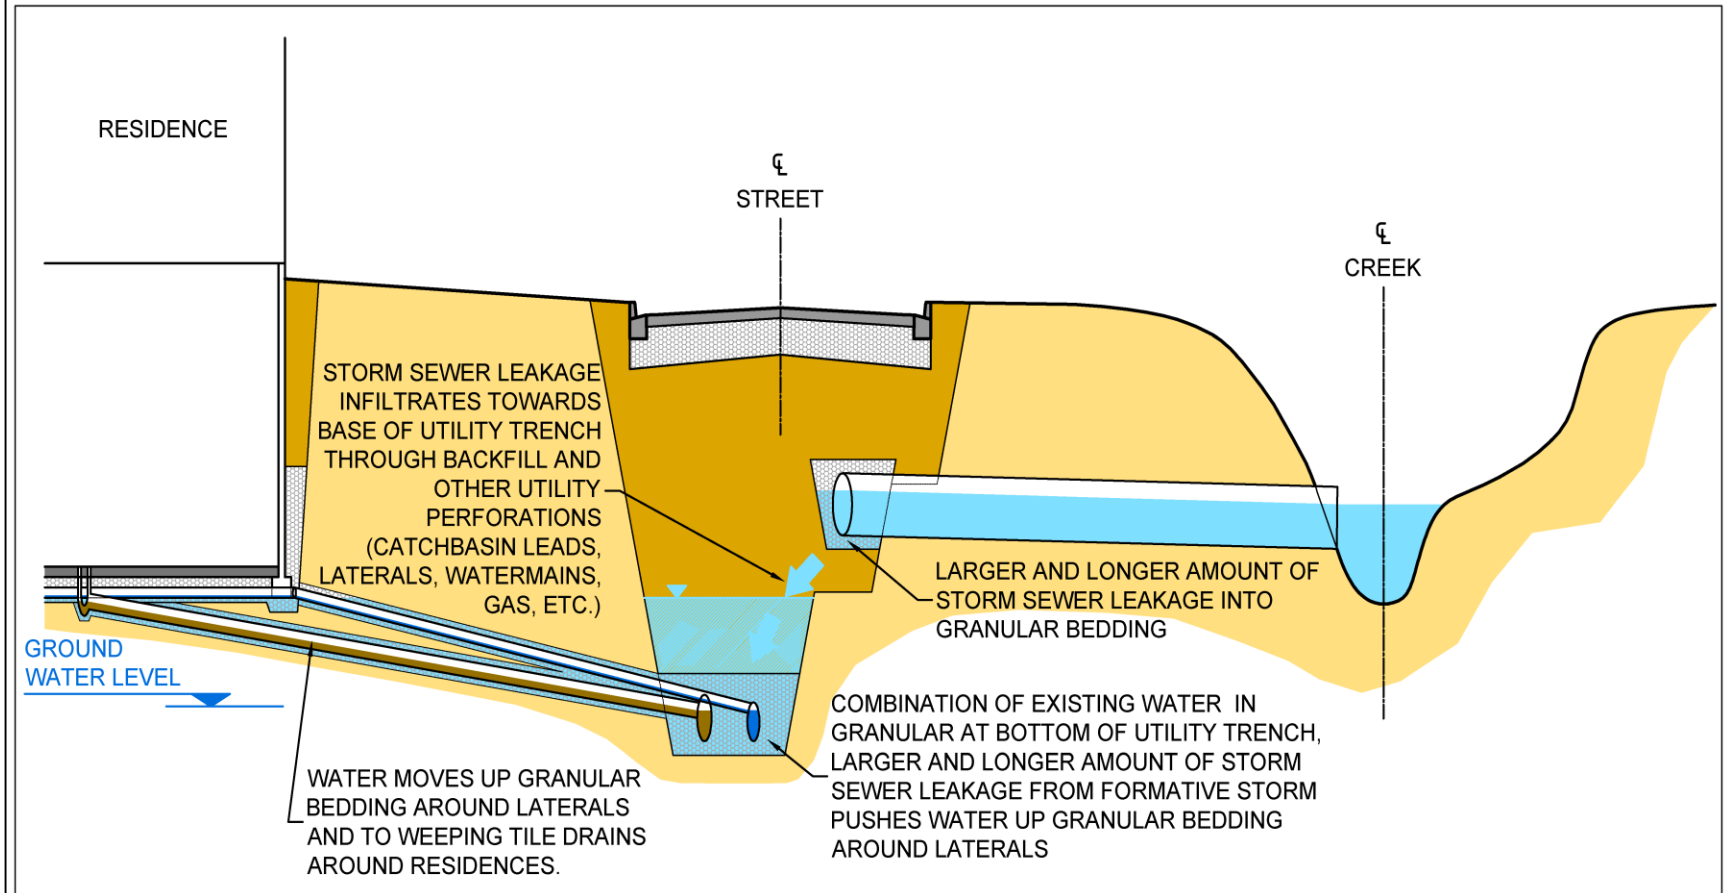 RESIDENCE
℄
STREET
℄
CREEK
STORM SEWER LEAKAGE
INFILTRATES TOWARDS
BASE OF UTILITY TRENCH
THROUGH BACKFILL AND
OTHER UTILITY
PERFORATIONS
(CATCHBASIN LEADS,
LATERALS, WATERMAINS,
GAS, ETC.)
LARGER AND LONGER AMOUNT OF
STORM SEWER LEAKAGE INTO
GRANULAR BEDDING
GROUND
WATER LEVEL
COMBINATION OF EXISTING WATER IN
GRANULAR AT BOTTOM OF UTILITY TRENCH,
LARGER AND LONGER AMOUNT OF STORM
SEWER LEAKAGE FROM FORMATIVE STORM
PUSHES WATER UP GRANULAR BEDDING
AROUND LATERALS
WATER MOVES UP GRANULAR
BEDDING AROUND LATERALS
AND TO WEEPING TILE DRAINS
AROUND RESIDENCES.